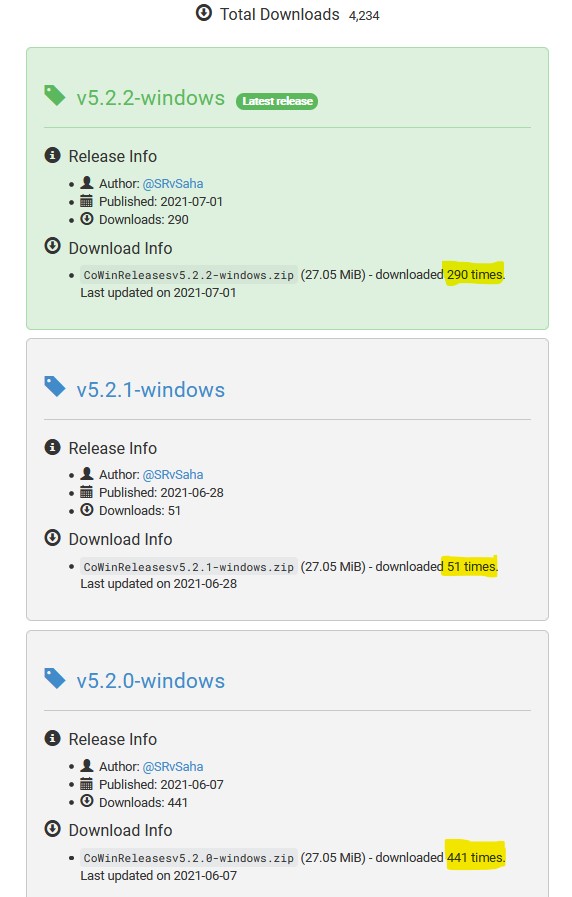 Total Downloads 4,234
v5.2.2-windows Latest release
Release Info
Author: @SRvSaha
Published: 2021-07-01
Downloads: 290
Download Info
CoWinReleasesv5.2.2-windows.zip (27.05 MiB) - downloaded 290 times.
Last updated on 2021-07-01
v5.2.1-windows
Release Info
Author: @SRvSaha
Published: 2021-06-28
Downloads: 51
Download Info
CoWinReleasesv5.2.1-windows.zip (27.05 MiB) - downloaded 51 times.
Last updated on 2021-06-28
v5.2.0-windows
Release Info
Author: @SRvSaha
Published: 2021-06-07
Downloads: 441
Download Info
CoWinReleasesv5.2.0-windows.zip (27.05 MiB) - downloaded 441 times.
Last updated on 2021-06-07